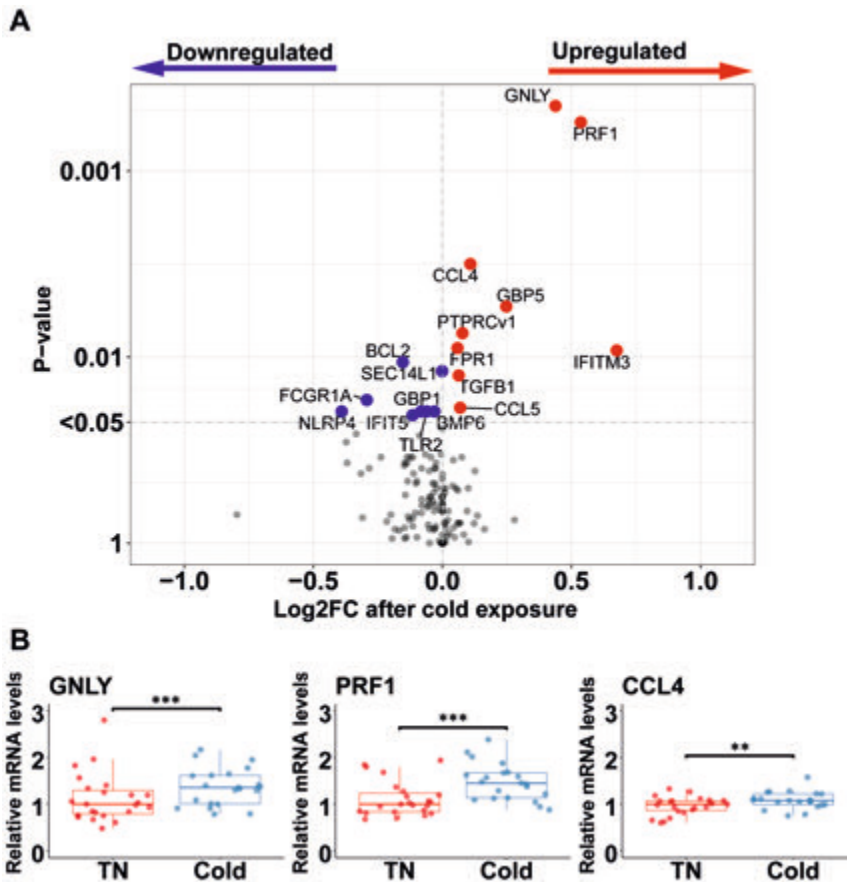 A
Downregulated
Upregulated
GNLY
PRF1
0.001
CCL4
GBP5
PTPRCv1
P-value
BCL2
FPR1
IFITM3
0.01
SEC14L1
TGFB1
FCGR1A
GBP1
CCL5
NLRP4
IFIT5
BMP6
<0.05
TLR2
1
−1.0 −0.5 0.0 0.5 1.0
Log2FC after cold exposure
B
GNLY
Relative mRNA levels
3
***
2
1
0
TN Cold
PRF1
Relative mRNA levels
3
***
2
1
0
TN Cold
CCL4
Relative mRNA levels
3
**
2
1
0
TN Cold